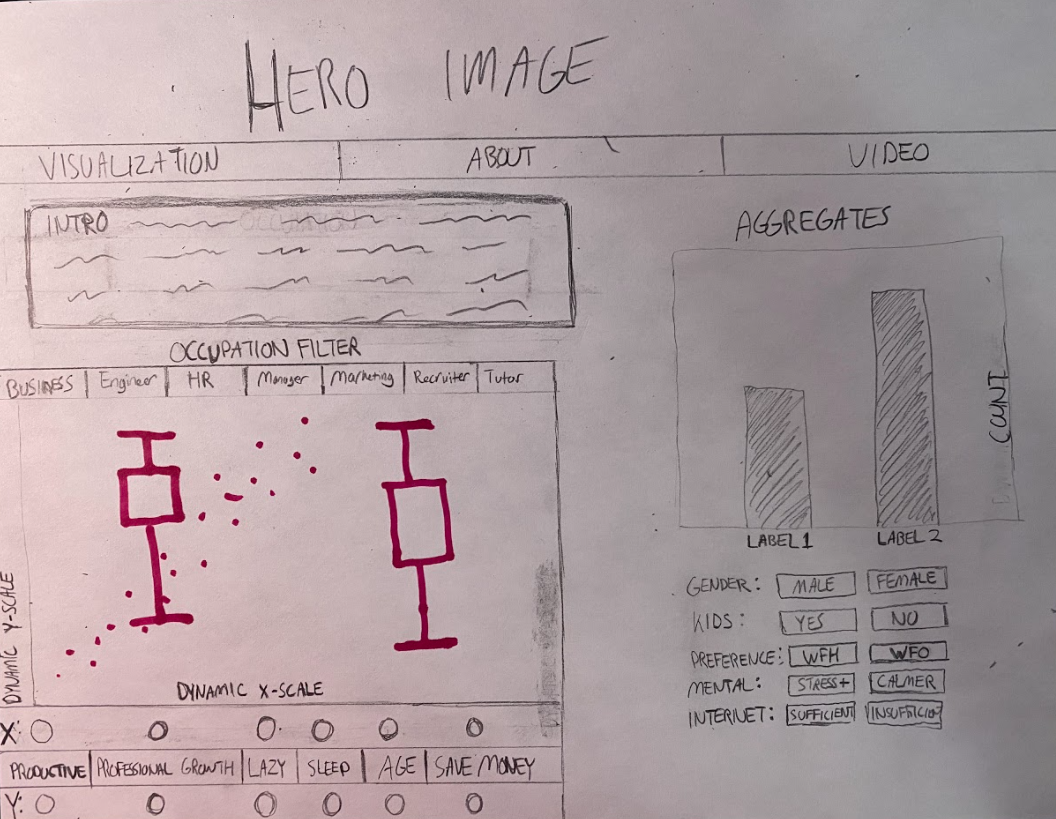 HERO IMAGE
VISUALIZATION ABOUT VIDEO
INTRO
OCCUPATION FILTER
BUSINESS Engineer HR Manager Marketing Recruiter Tutor
DYNAMIC Y-SCALE
DYNAMIC X-SCALE
X:
PRODUCTIVE PROFESSIONAL GROWTH LAZY SLEEP AGE SAVE MONEY
Y:
AGGREGATES
COUNT
LABEL 1 LABEL 2
GENDER: MALE FEMALE
KIDS: YES NO
PREFERENCE: WFH WFO
MENTAL: STRESS+ CALMER
INTERNET: SUFFICIENT